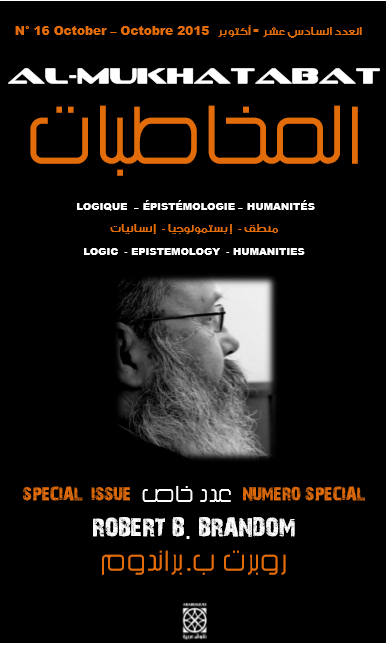 N° 16 October – Octobre 2015 العدد السادس عشر - أكتوبر
AL-MUKHATABAT
المخاطبات
LOGIQUE – ÉPISTÉMOLOGIE – HUMANITÉS
منطق - إبستمولوجيا - إنسانيات
LOGIC - EPISTEMOLOGY - HUMANITIES
SPECIAL ISSUE عدد خاص NUMERO SPECIAL
ROBERT B. BRANDOM
روبرت ب.براندوم